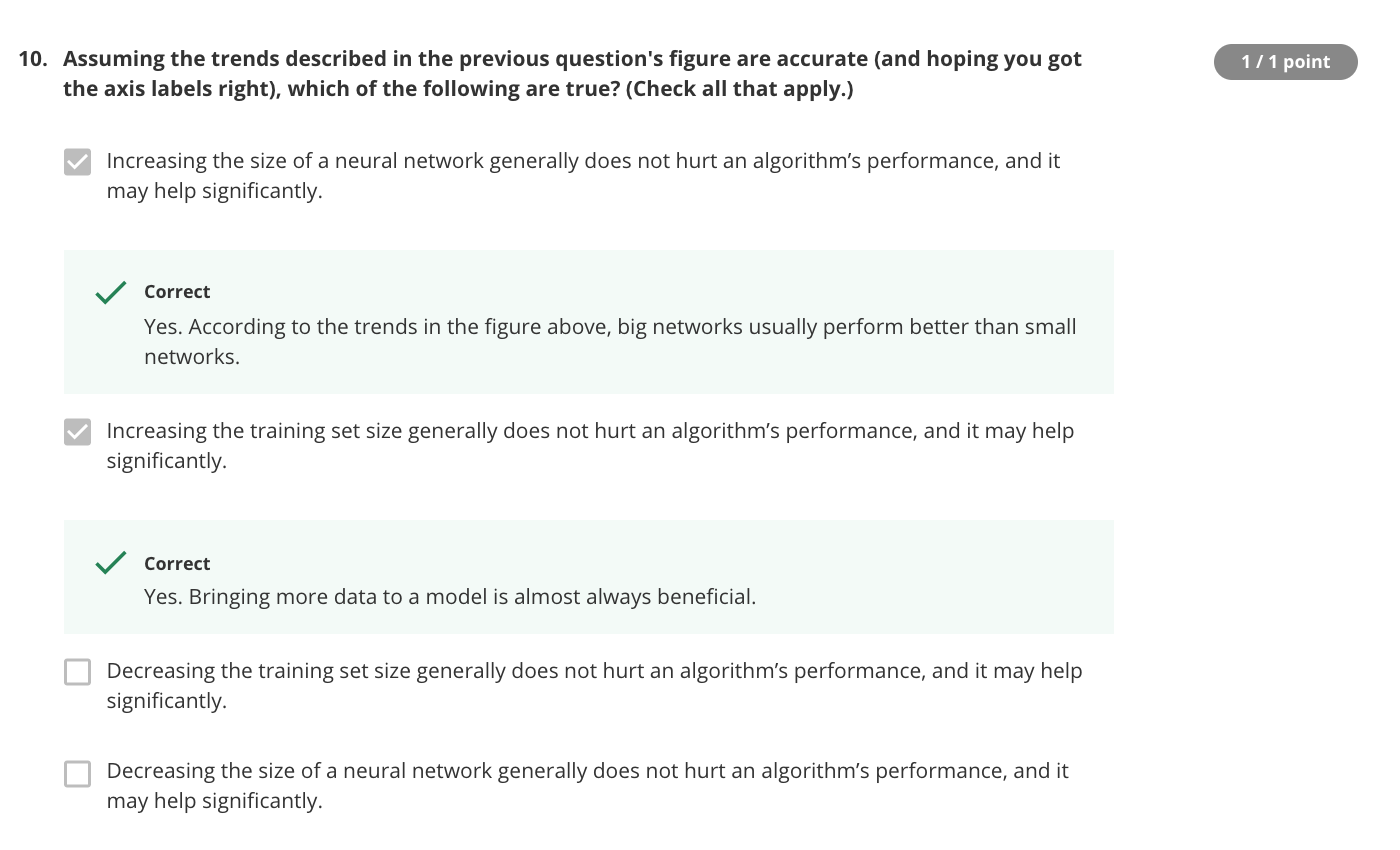 10. Assuming the trends described in the previous question's figure are accurate (and hoping you got
the axis labels right), which of the following are true? (Check all that apply.)
1 / 1 point
Increasing the size of a neural network generally does not hurt an algorithm’s performance, and it
may help significantly.
Correct
Yes. According to the trends in the figure above, big networks usually perform better than small
networks.
Increasing the training set size generally does not hurt an algorithm’s performance, and it may help
significantly.
Correct
Yes. Bringing more data to a model is almost always beneficial.
Decreasing the training set size generally does not hurt an algorithm’s performance, and it may help
significantly.
Decreasing the size of a neural network generally does not hurt an algorithm’s performance, and it
may help significantly.